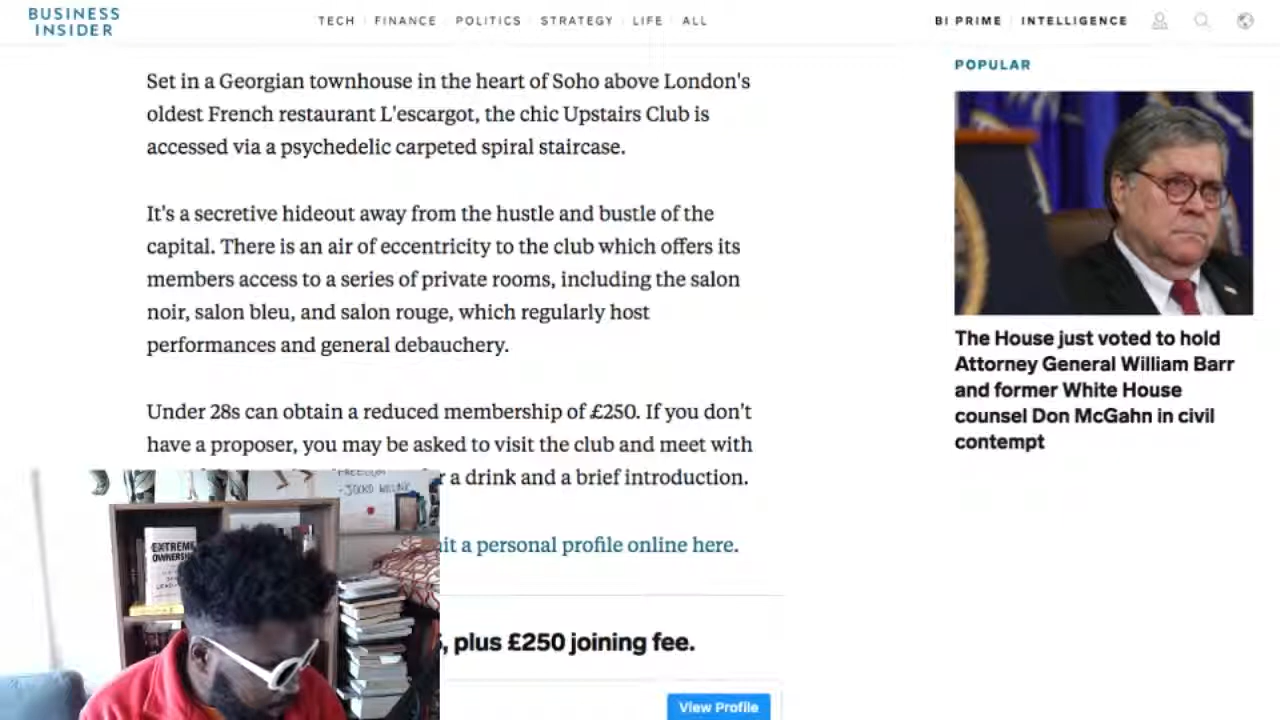 BUSINESS
INSIDER
TECH
FINANCE
POLITICS
STRATEGY
LIFE
ALL
BI PRIME
INTELLIGENCE
Set in a Georgian townhouse in the heart of Soho above London's
oldest French restaurant L'escargot, the chic Upstairs Club is
accessed via a psychedelic carpeted spiral staircase.
It's a secretive hideout away from the hustle and bustle of the
capital. There is an air of eccentricity to the club which offers its
members access to a series of private rooms, including the salon
noir, salon bleu, and salon rouge, which regularly host
performances and general debauchery.
Under 28s can obtain a reduced membership of £250. If you don't
have a proposer, you may be asked to visit the club and meet with
a drink and a brief introduction.
a personal profile online here.
, plus £250 joining fee.
View Profile
POPULAR
The House just voted to hold
Attorney General William Barr
and former White House
counsel Don McGahn in civil
contempt
FREEDOM
-JOCKO WILLINK
EXTREME
OWNERSHIP